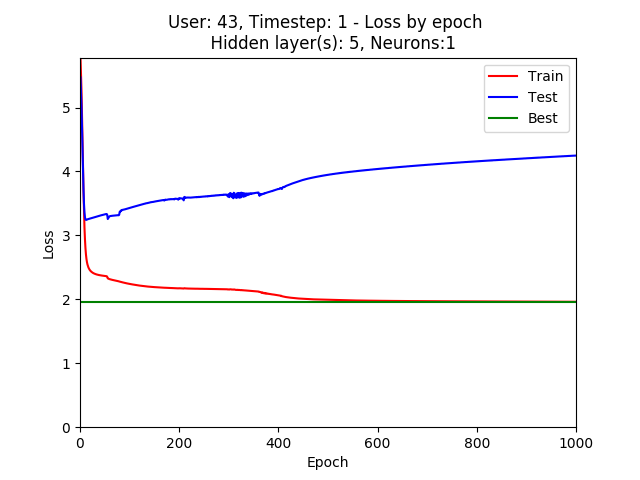 User: 43, Timestep: 1 - Loss by epoch
Hidden layer(s): 5, Neurons:1
Train
Test
Best
5
4
3
2
1
0
Loss
0 200 400 600 800 1000
Epoch